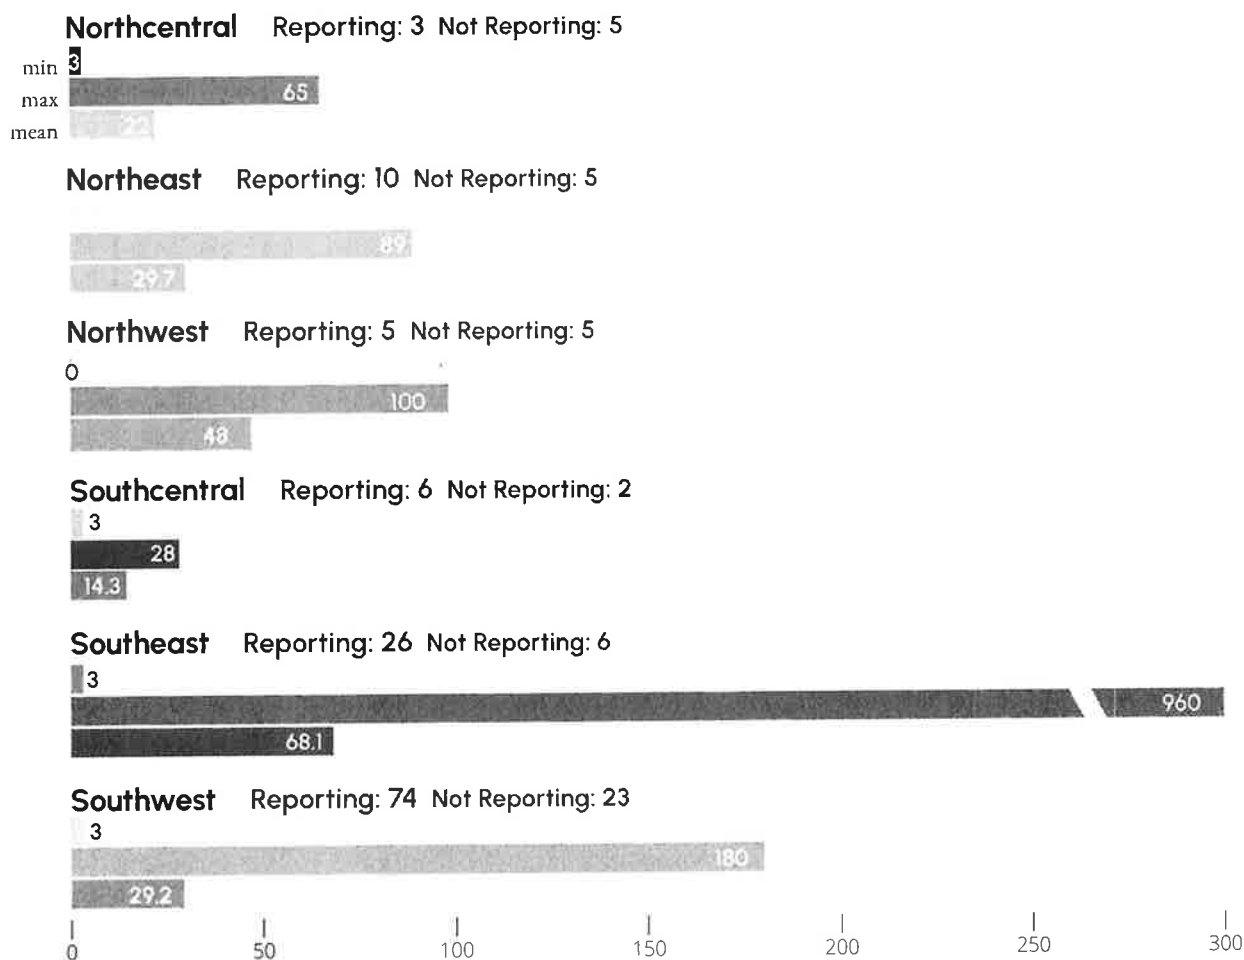 Northcentral Reporting: 3 Not Reporting: 5
min 3
max 65
mean 22
Northeast Reporting: 10 Not Reporting: 5
89
29.7
Northwest Reporting: 5 Not Reporting: 5
0
100
48
Southcentral Reporting: 6 Not Reporting: 2
3
28
14.3
Southeast Reporting: 26 Not Reporting: 6
3
960
68.1
Southwest Reporting: 74 Not Reporting: 23
3
180
29.2
0 50 100 150 200 250 300